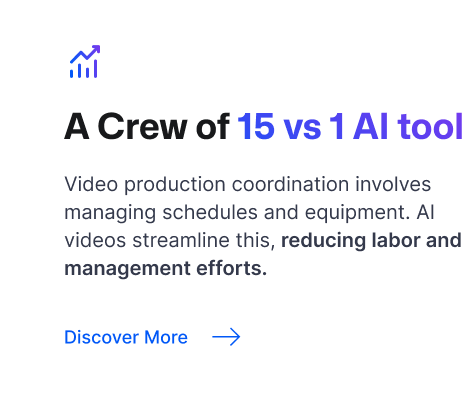 A Crew of 15 vs 1 AI tool
Video production coordination involves
managing schedules and equipment. AI
videos streamline this, reducing labor and
management efforts.
Discover More